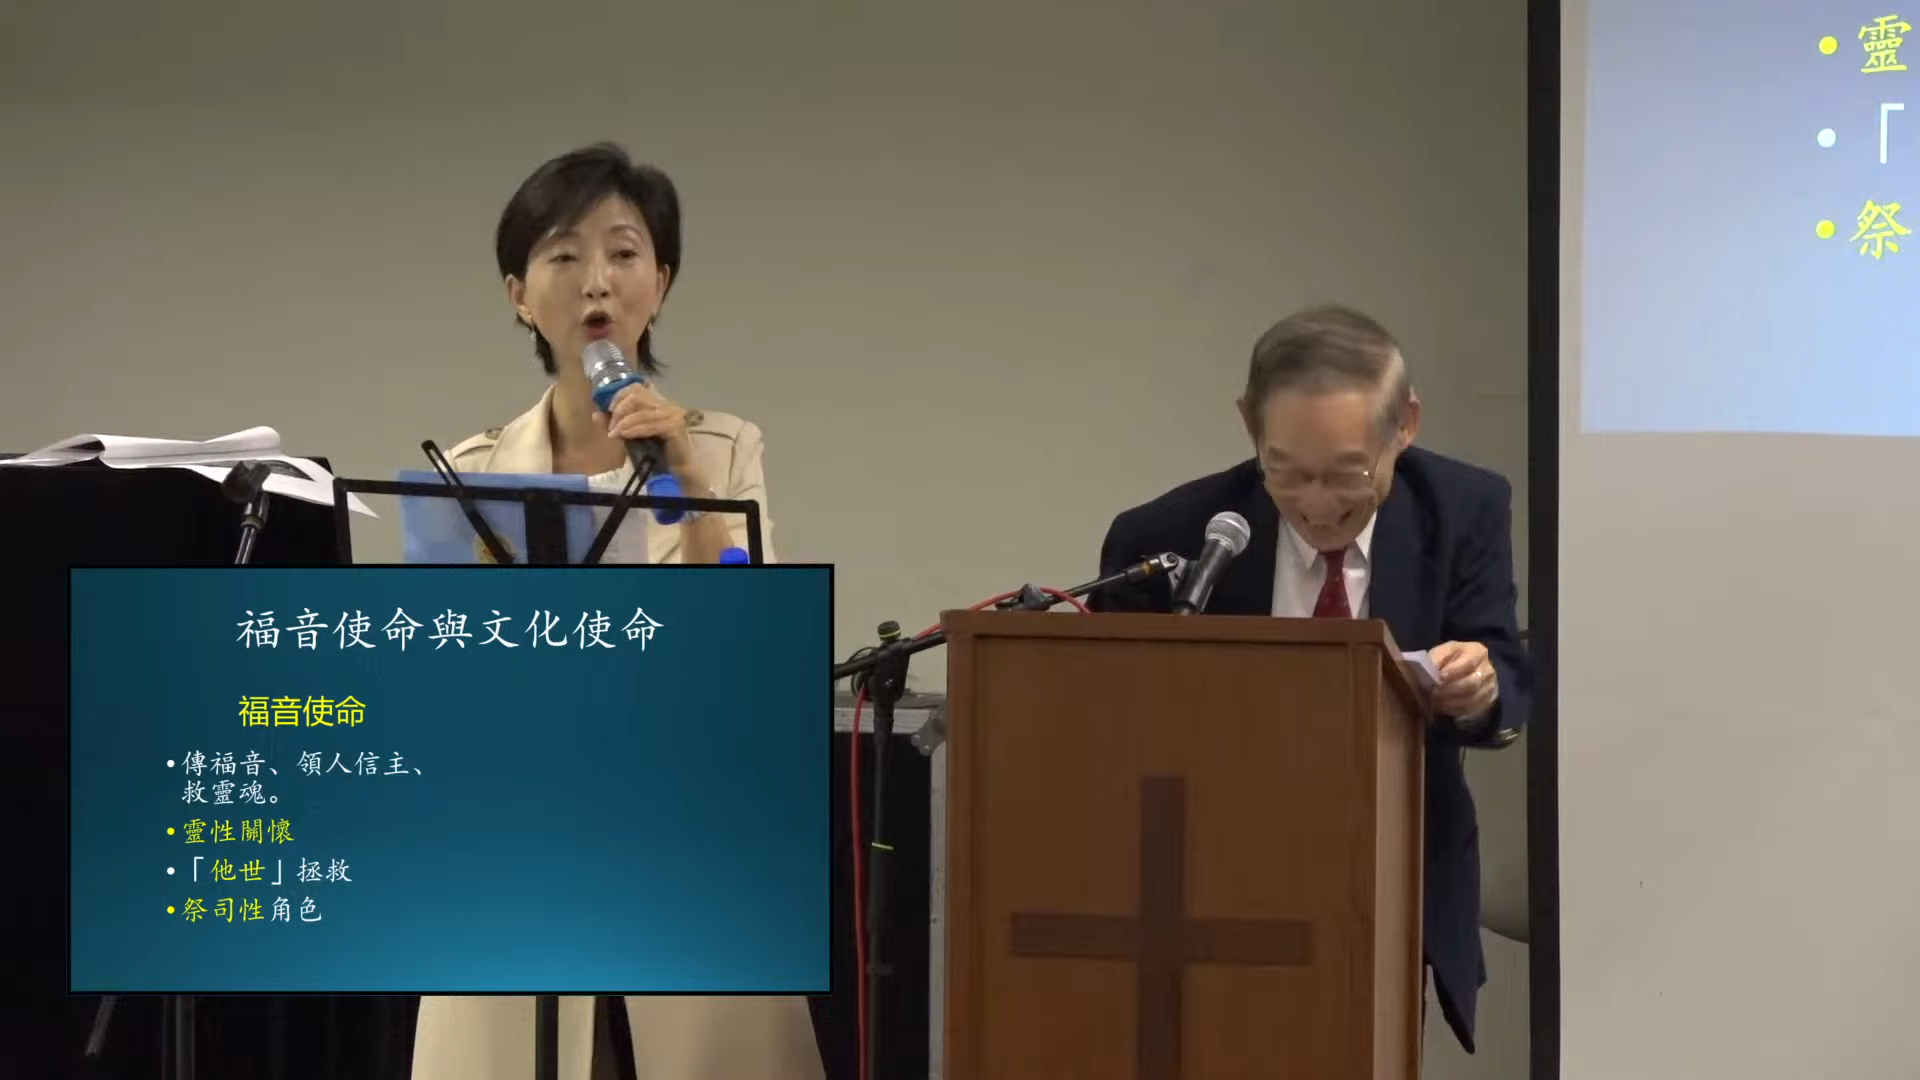 福音使命與文化使命
福音使命
•傳福音、領人信主、
救靈魂。
•靈性關懷
•「他世」拯救
•祭司性角色
•靈
•「
•祭